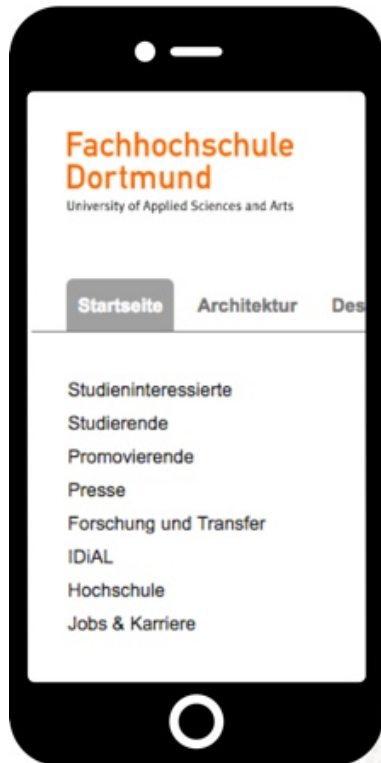 Fachhochschule
Dortmund
University of Applied Sciences and Arts
Startseite Architektur Des
Studieninteressierte
Studierende
Promovierende
Presse
Forschung und Transfer
IDiAL
Hochschule
Jobs & Karriere